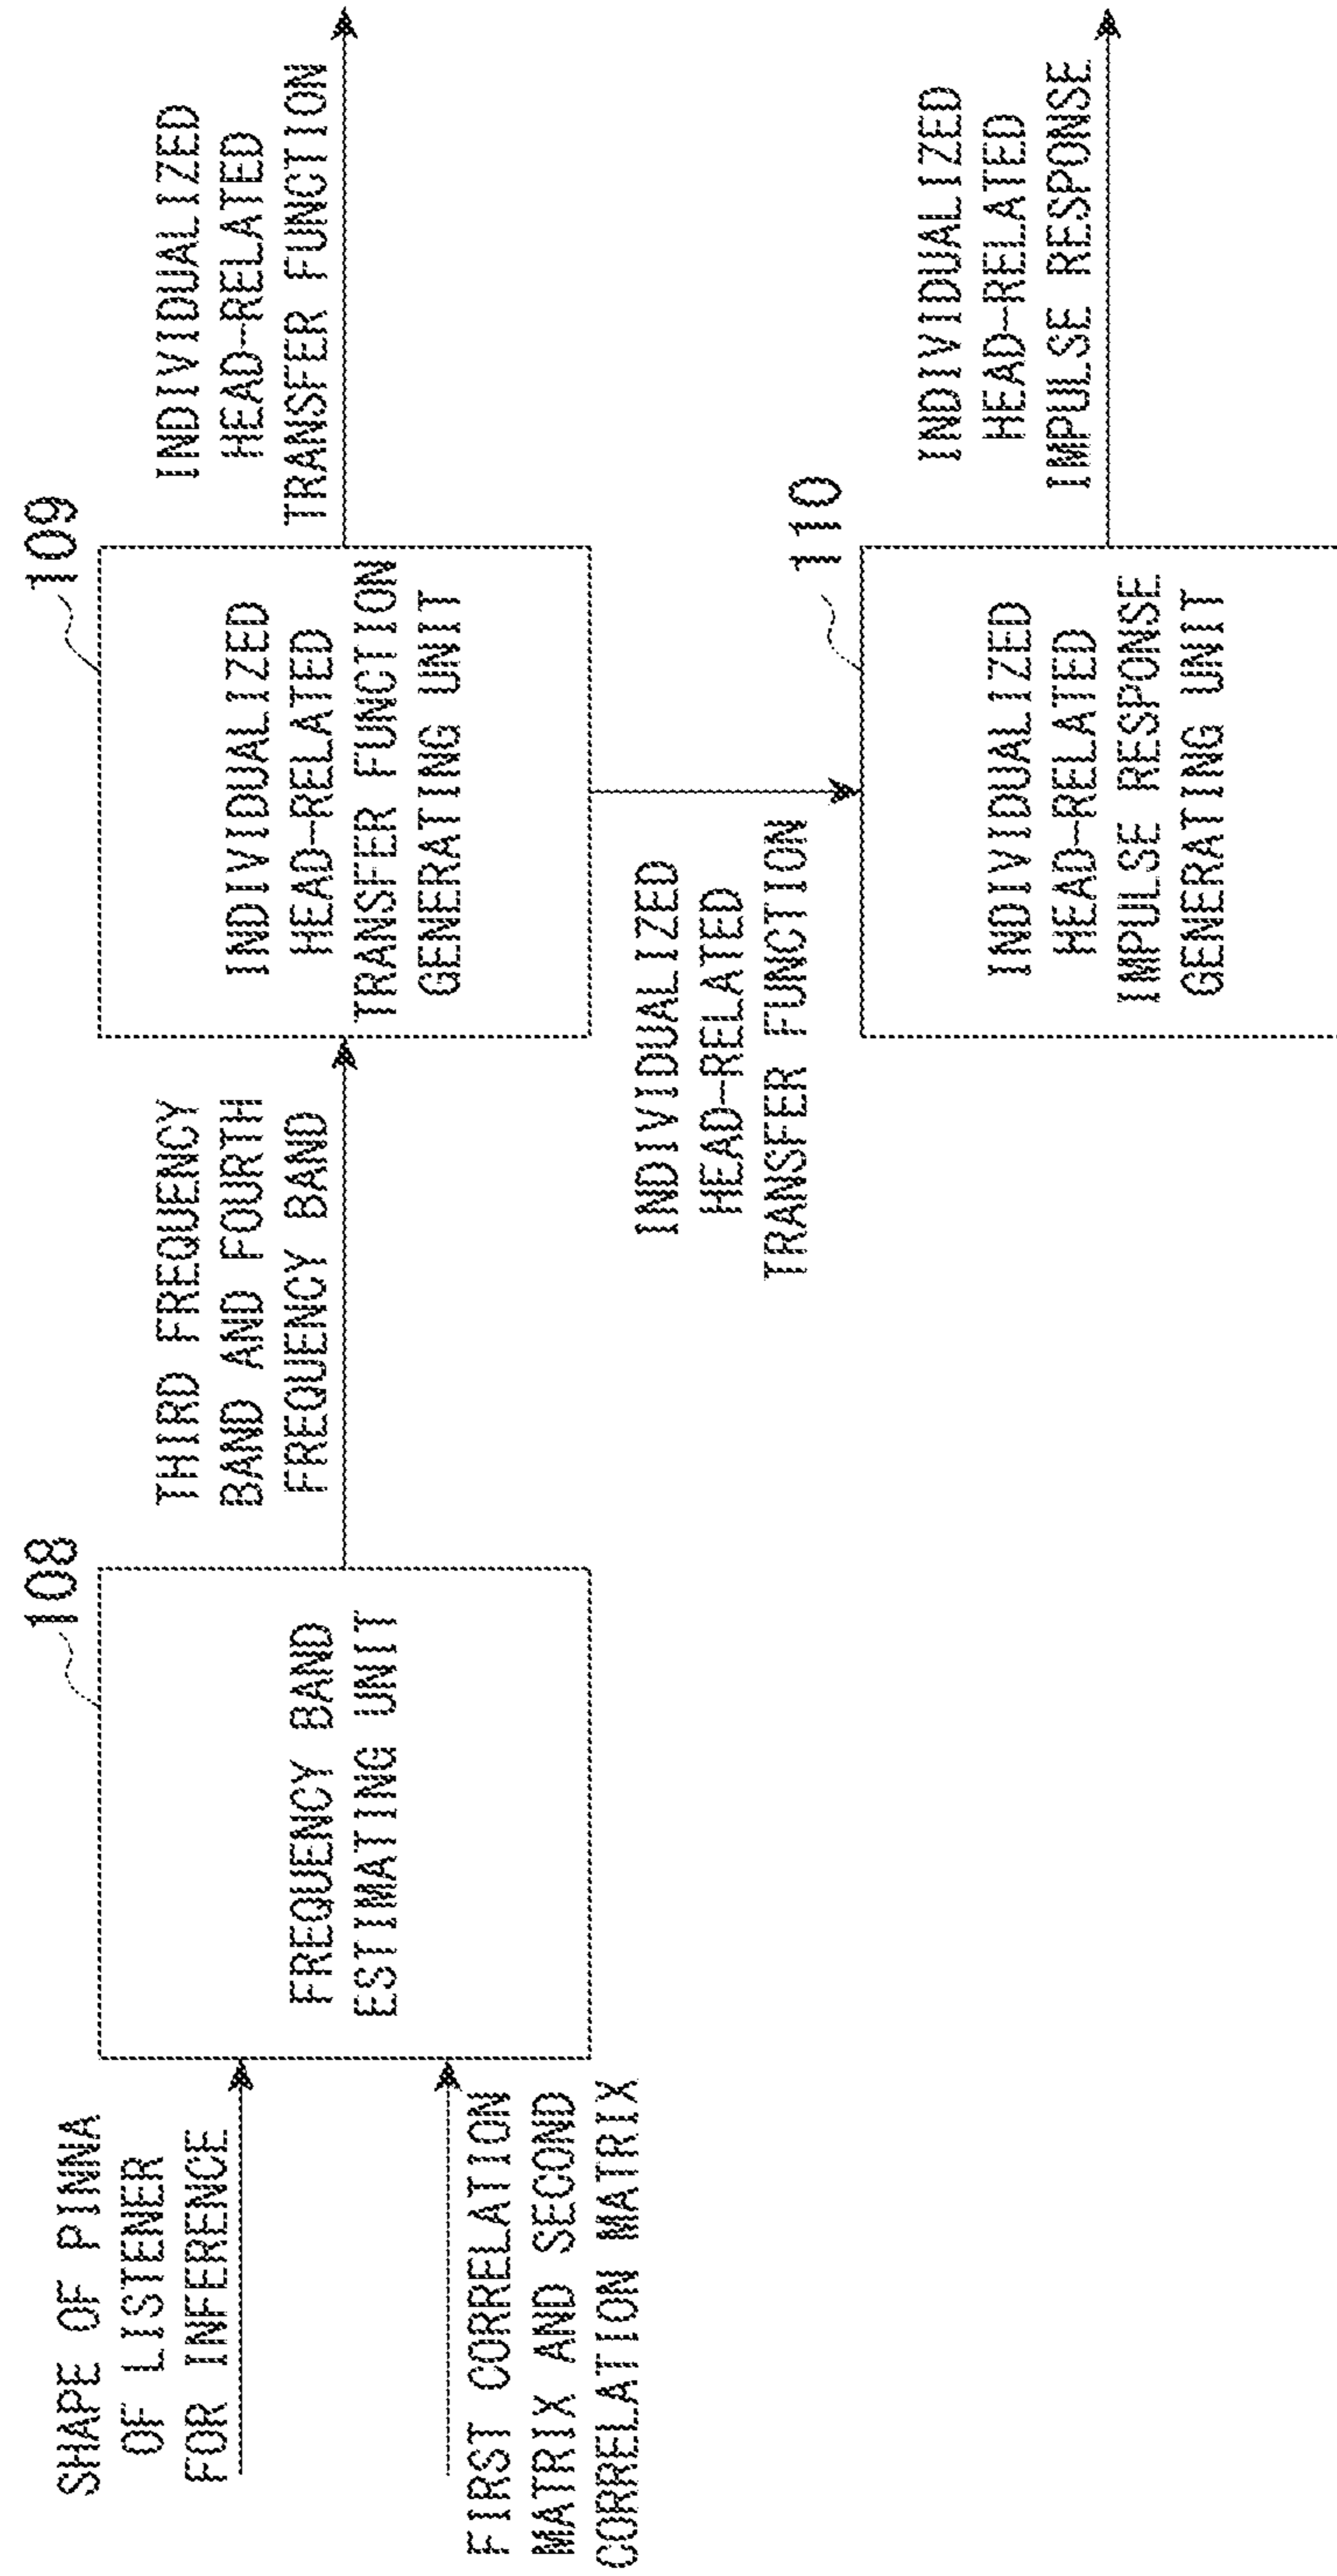 SHAPE OF PINNA
OF LISTENER
FOR INFERENCE
FIRST CORRELATION
MATRIX AND SECOND
CORRELATION MATRIX
108
FREQUENCY BAND
ESTIMATING UNIT
THIRD FREQUENCY
BAND AND FOURTH
FREQUENCY BAND
109
INDIVIDUALIZED
HEAD-RELATED
TRANSFER FUNCTION
GENERATING UNIT
INDIVIDUALIZED
HEAD-RELATED
TRANSFER FUNCTION
INDIVIDUALIZED
HEAD-RELATED
TRANSFER FUNCTION
110
INDIVIDUALIZED
HEAD-RELATED
IMPULSE RESPONSE
GENERATING UNIT
INDIVIDUALIZED
HEAD-RELATED
IMPULSE RESPONSE